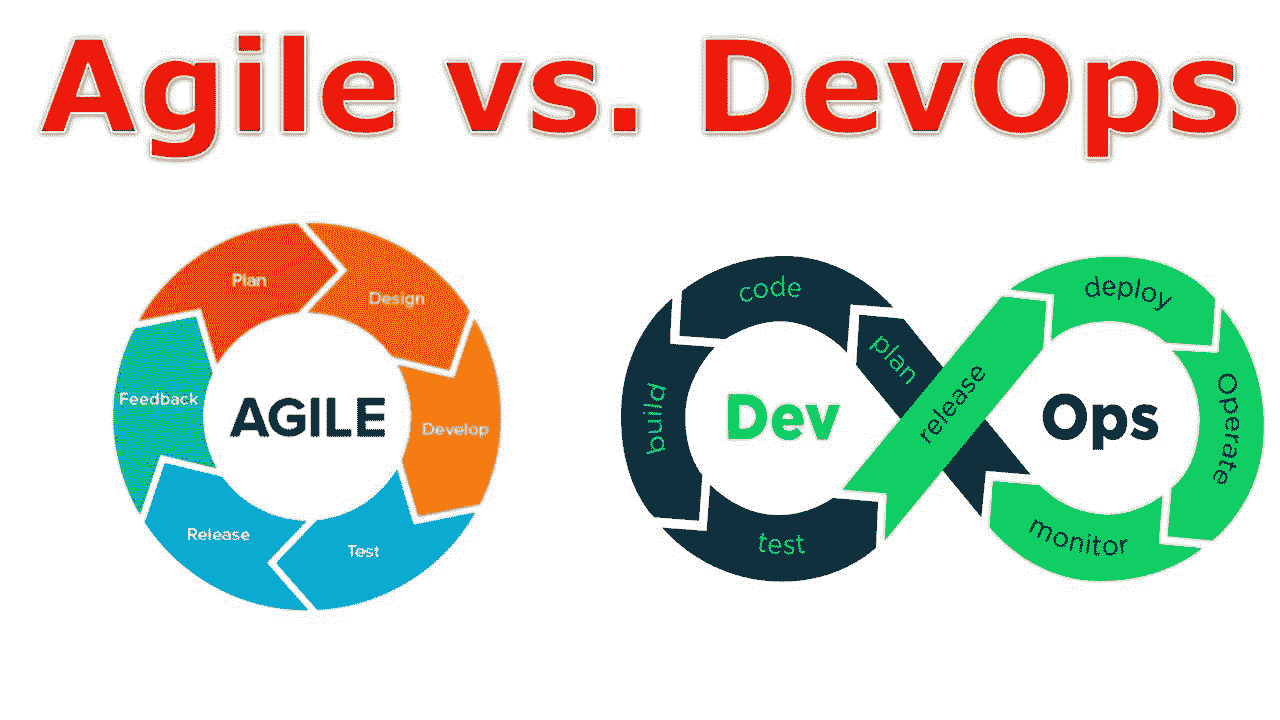 Agile vs. DevOps
Plan
Design
Develop
Test
Release
Feedback
AGILE
plan
code
build
test
release
deploy
Operate
monitor
Dev
Ops